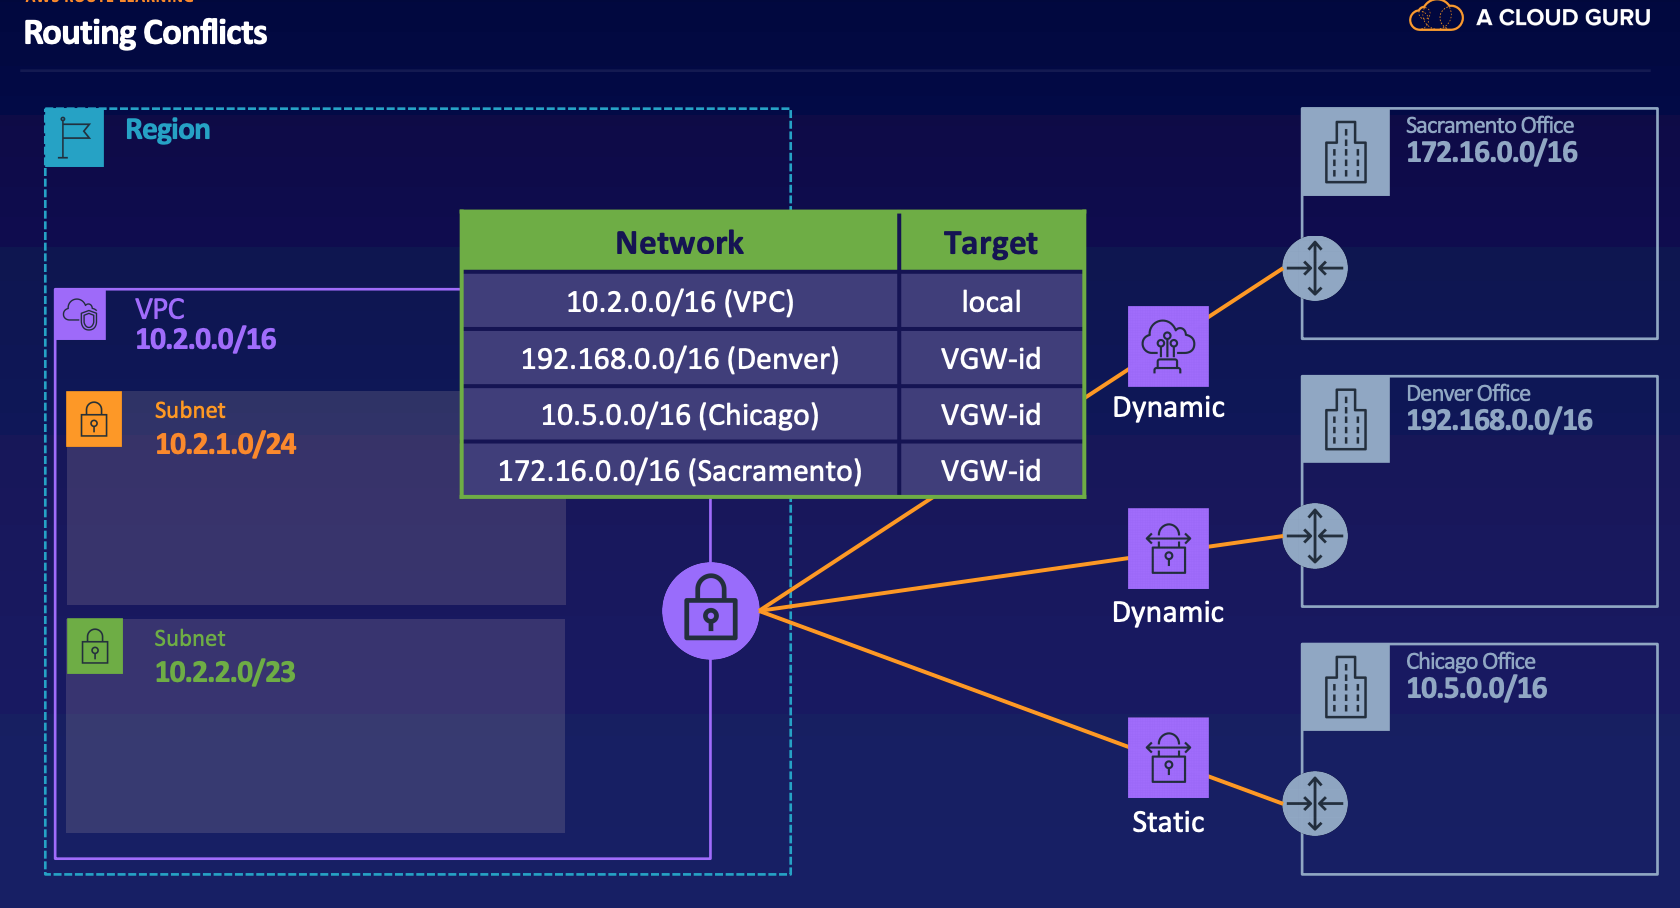 AWS ROUTE LEARNING
Routing Conflicts
A CLOUD GURU
Region
VPC
10.2.0.0/16
Subnet
10.2.1.0/24
Subnet
10.2.2.0/23
Network Target
10.2.0.0/16 (VPC) local
192.168.0.0/16 (Denver) VGW-id
10.5.0.0/16 (Chicago) VGW-id
172.16.0.0/16 (Sacramento) VGW-id
Dynamic
Dynamic
Static
Sacramento Office
172.16.0.0/16
Denver Office
192.168.0.0/16
Chicago Office
10.5.0.0/16